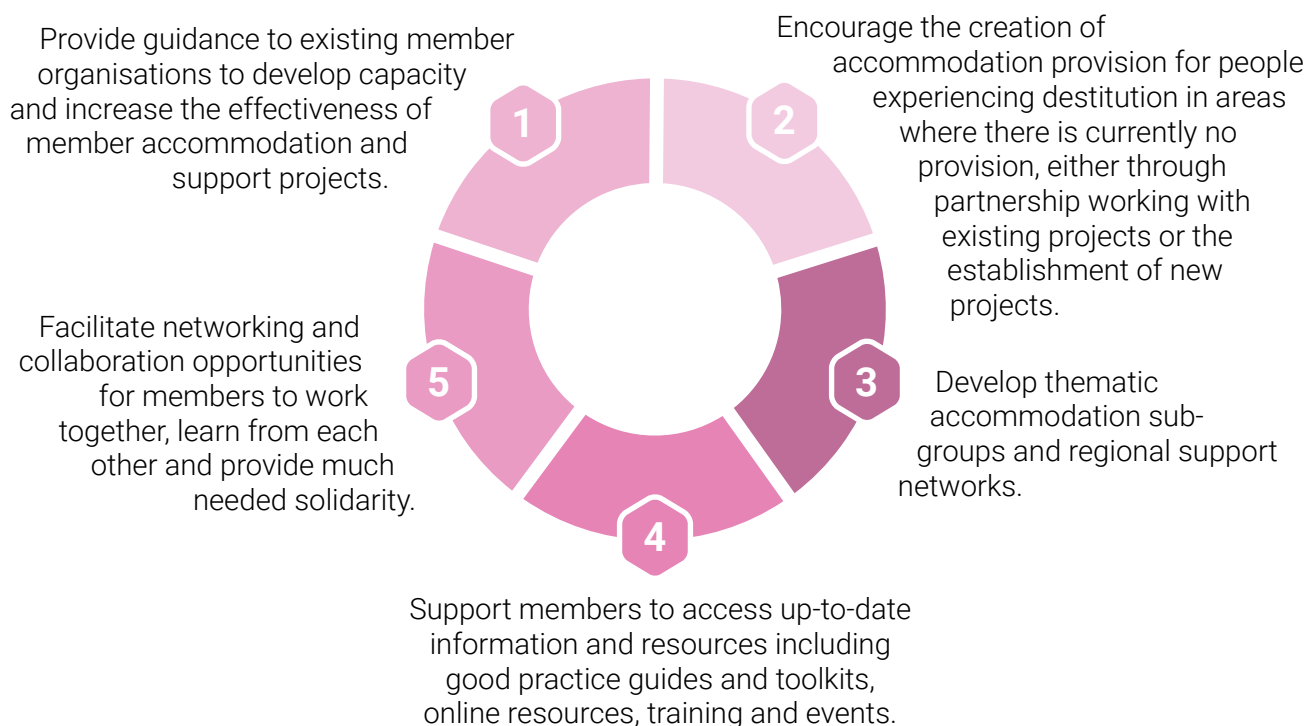 1
Provide guidance to existing member
organisations to develop capacity
and increase the effectiveness of
member accommodation and
support projects.
2
Encourage the creation of
accommodation provision for people
experiencing destitution in areas
where there is currently no
provision, either through
partnership working with
existing projects or the
establishment of new
projects.
3
Develop thematic
accommodation sub-
groups and regional support
networks.
4
Support members to access up-to-date
information and resources including
good practice guides and toolkits,
online resources, training and events.
5
Facilitate networking and
collaboration opportunities
for members to work
together, learn from each
other and provide much
needed solidarity.